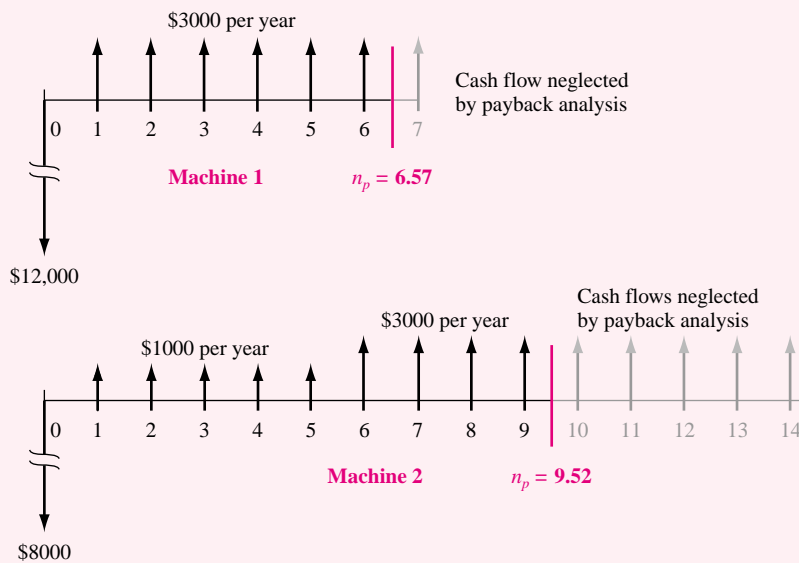 $3000 per year
Cash flow neglected
by payback analysis
0 1 2 3 4 5 6 7
Machine 1
n_p = 6.57
$12,000
Cash flows neglected
by payback analysis
$3000 per year
$1000 per year
0 1 2 3 4 5 6 7 8 9 10 11 12 13 14
Machine 2
n_p = 9.52
$8000